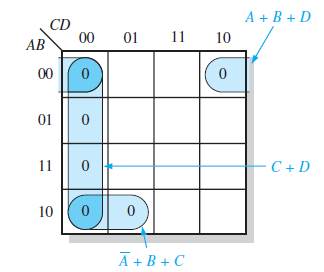 CD
A + B + D
AB
00 01 11 10
00 0 0
01 0
11 0
C + D
10 0 0
A̅ + B + C